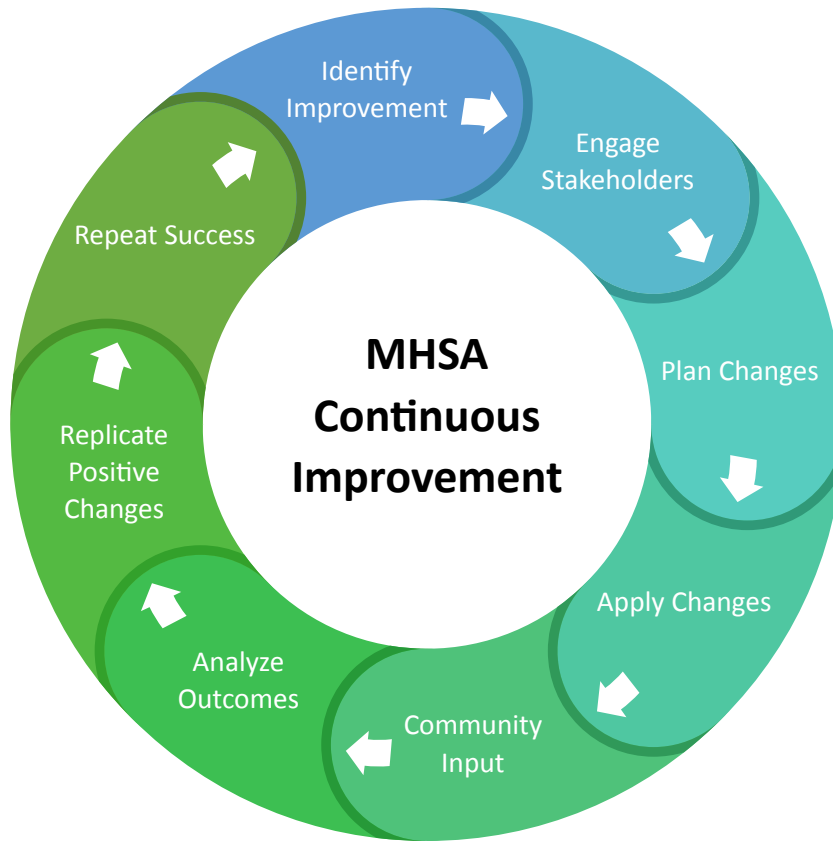 MHSA
Continuous
Improvement
Identify
Improvement
Engage
Stakeholders
Plan Changes
Apply Changes
Community
Input
Analyze
Outcomes
Replicate
Positive
Changes
Repeat Success